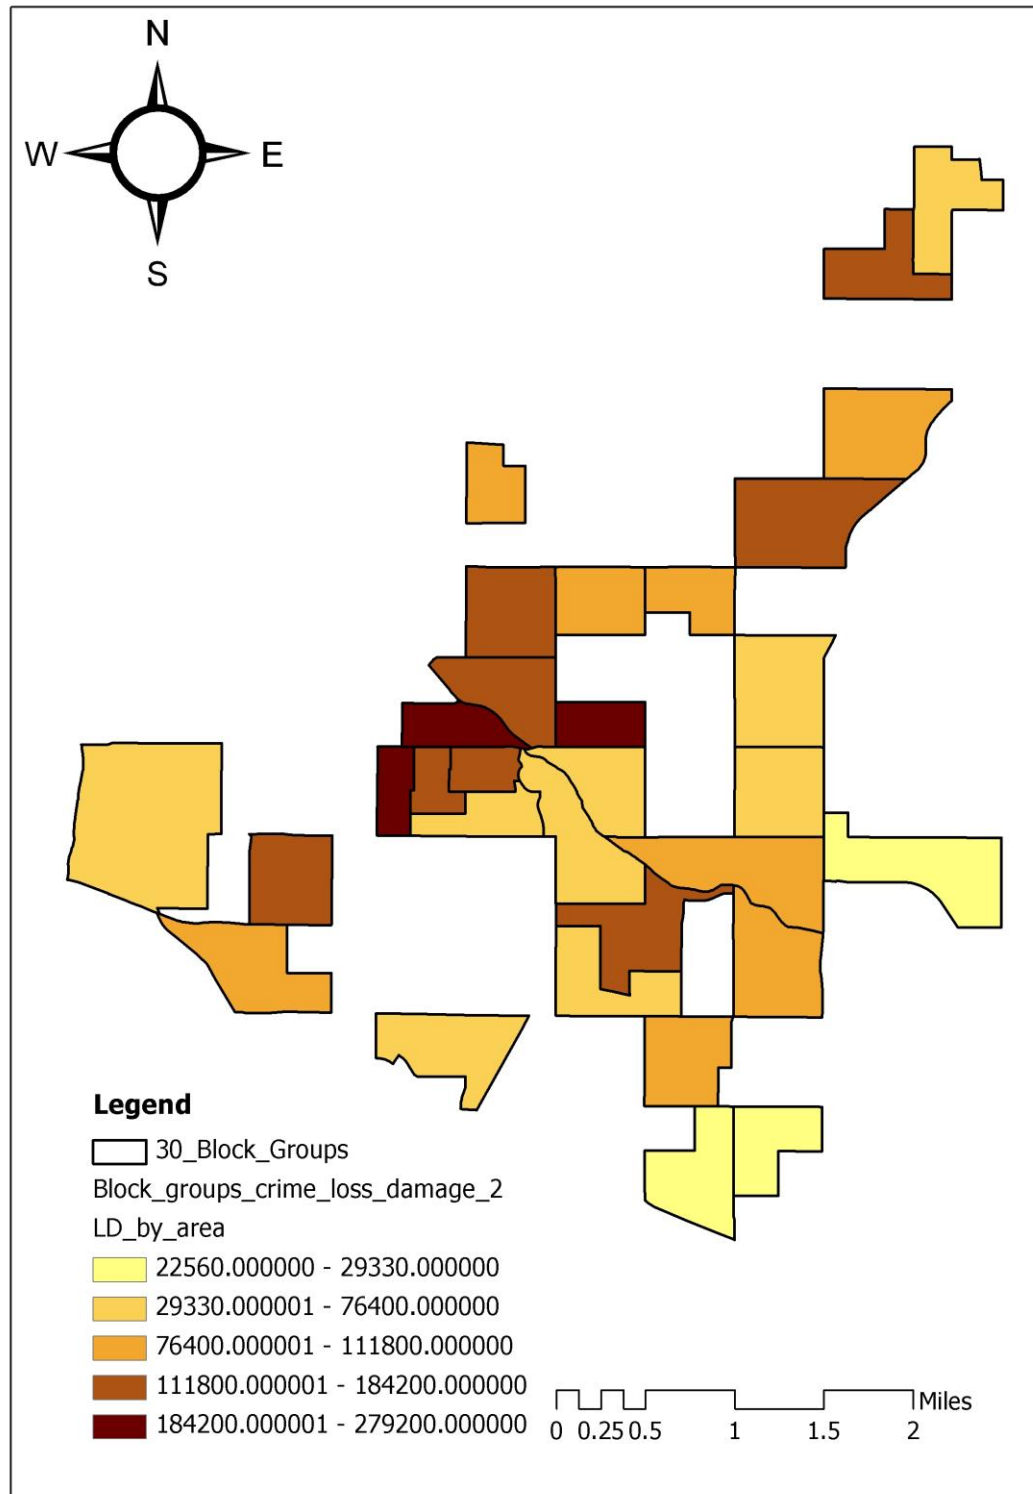 N
W E
S
Legend
30_Block_Groups
Block_groups_crime_loss_damage_2
LD_by_area
22560.000000 - 29330.000000
29330.000001 - 76400.000000
76400.000001 - 111800.000000
111800.000001 - 184200.000000
184200.000001 - 279200.000000
Miles
0 0.25 0.5 1 1.5 2